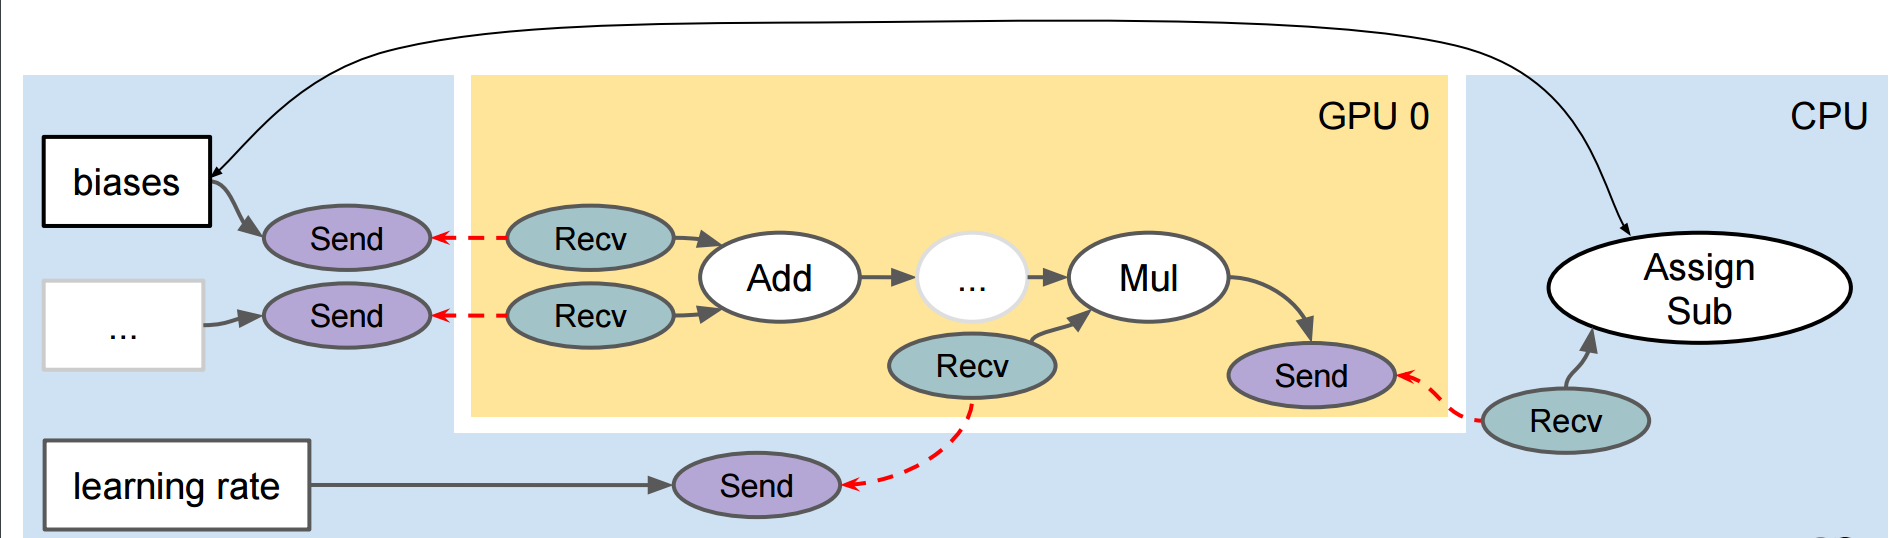 GPU 0
CPU
biases
Send
Recv
Add
...
Mul
Assign
Sub
...
Send
Recv
Recv
Send
Recv
learning rate
Send